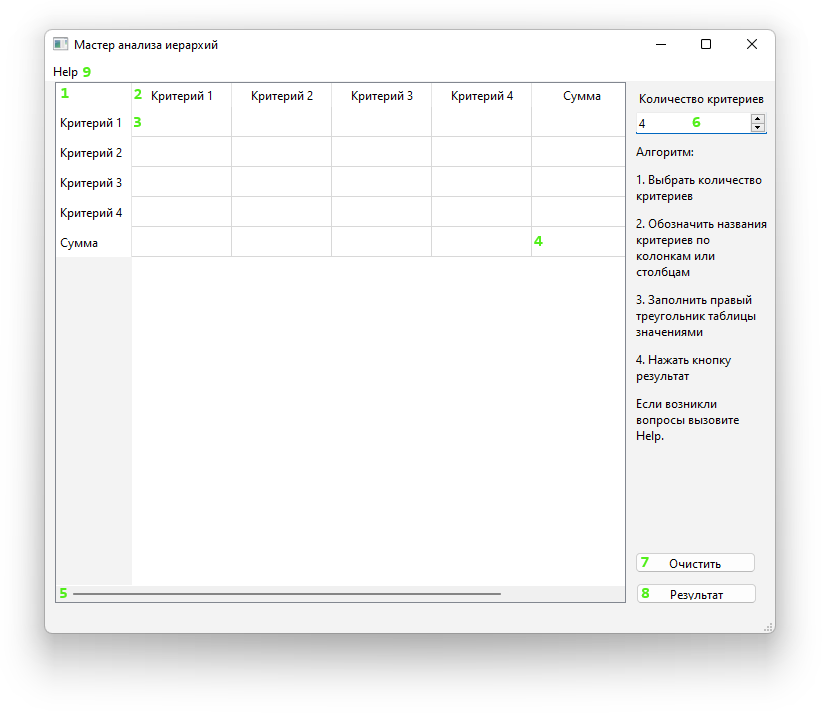 Мастер анализа иерархий
Help 9
1 2 Критерий 1 Критерий 2 Критерий 3 Критерий 4 Сумма
Критерий 1 3
Критерий 2
Критерий 3
Критерий 4
Сумма 4
5
Количество критериев
4 6
Алгоритм:
1. Выбрать количество
критериев
2. Обозначить названия
критериев по
колонкам или
столбцам
3. Заполнить правый
треугольник таблицы
значениями
4. Нажать кнопку
результат
Если возникли
вопросы вызовите
Help.
7 Очистить
8 Результат